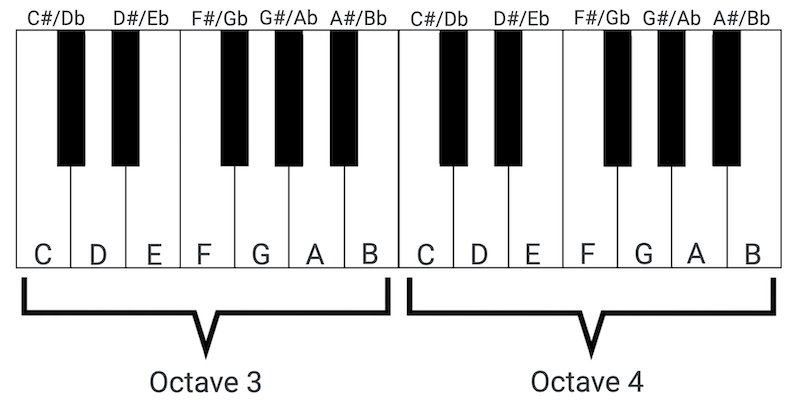 C#/Db D#/Eb F#/Gb G#/Ab A#/Bb C#/Db D#/Eb F#/Gb G#/Ab A#/Bb
C D E F G A B C D E F G A B
Octave 3 Octave 4